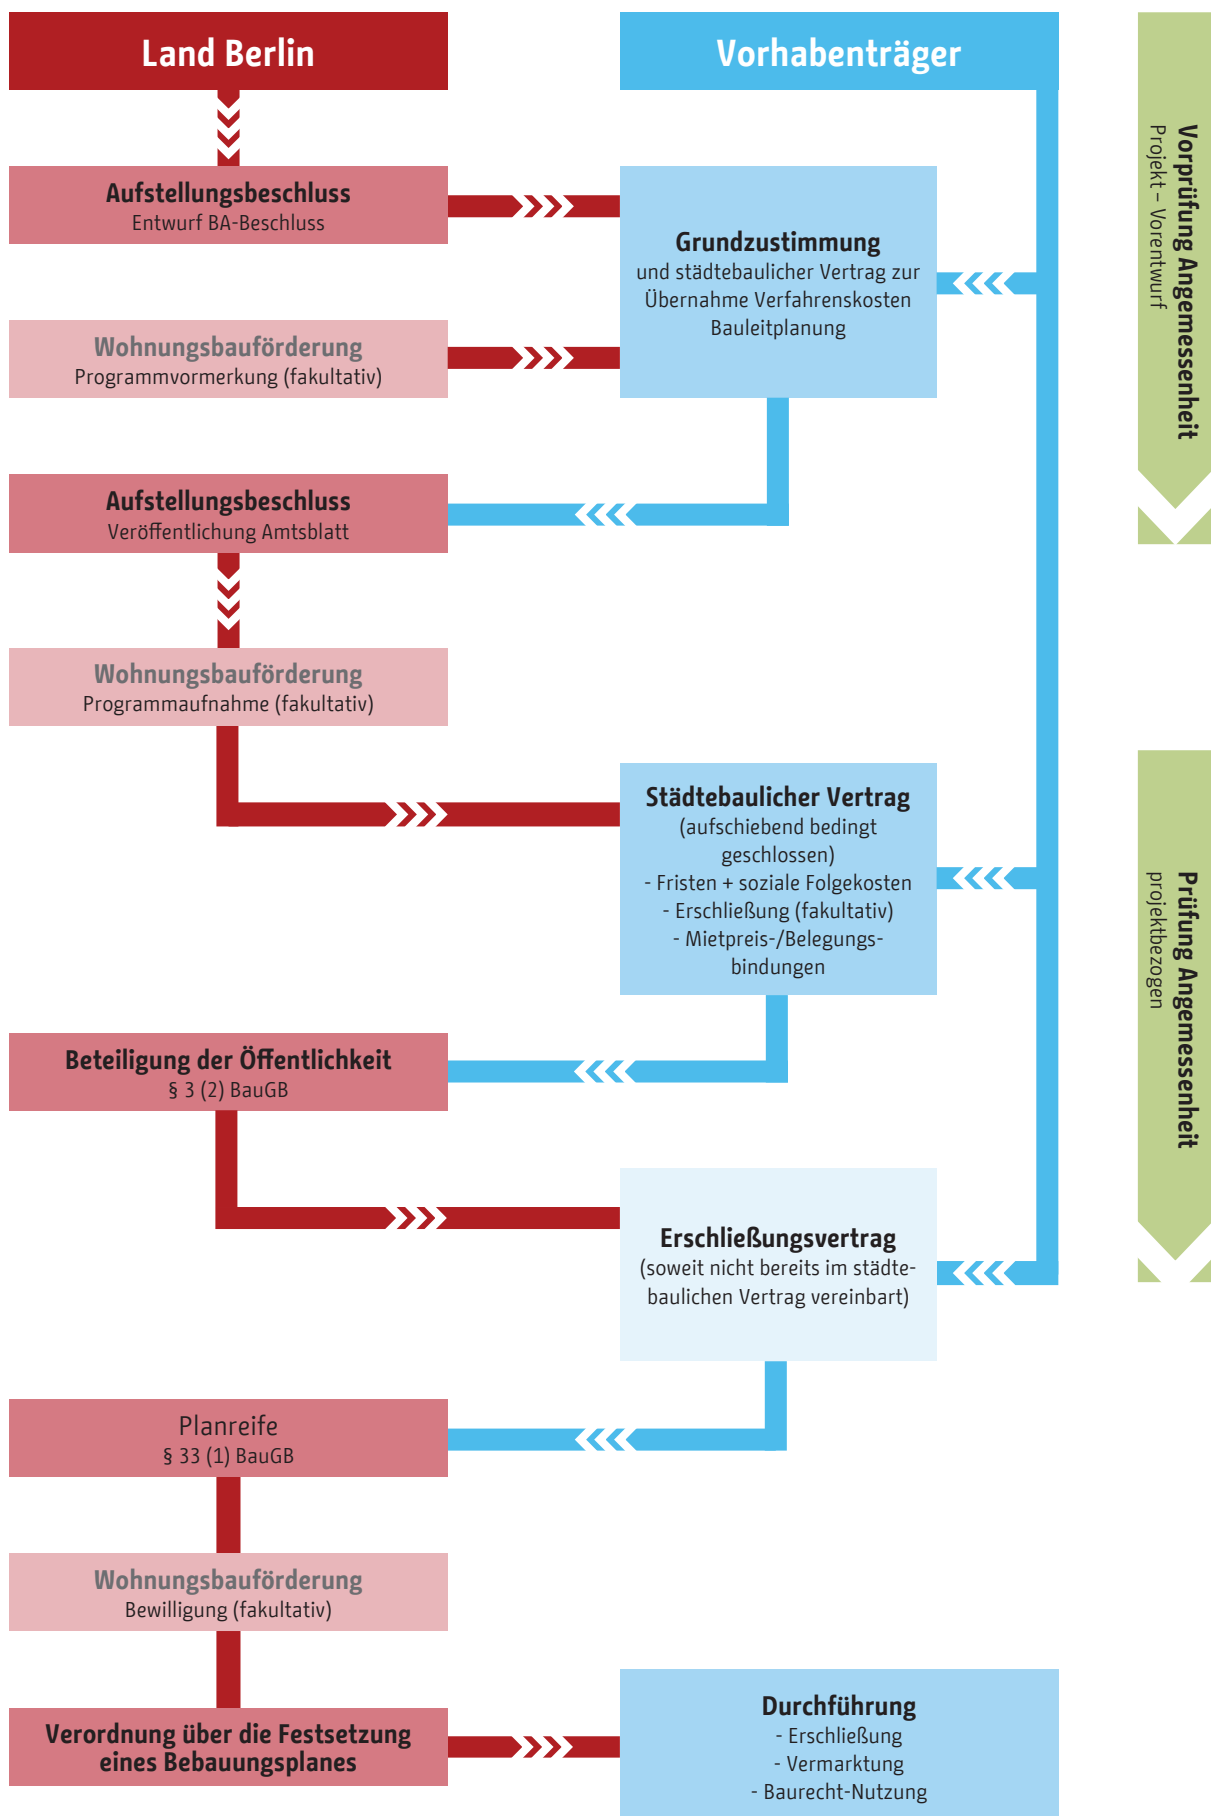 Land Berlin
Vorhabenträger
Aufstellungsbeschluss
Entwurf BA-Beschluss
Grundzustimmung
und städtebaulicher Vertrag zur
Übernahme Verfahrenskosten
Bauleitplanung
Wohnungsbauförderung
Programmvormerkung (fakultativ)
Vorprüfung Angemessenheit
Projekt – Vorentwurf
Aufstellungsbeschluss
Veröffentlichung Amtsblatt
Wohnungsbauförderung
Programmaufnahme (fakultativ)
Städtebaulicher Vertrag
(aufschiebend bedingt
geschlossen)
- Fristen + soziale Folgekosten
- Erschließung (fakultativ)
- Mietpreis-/Belegungs-
bindungen
Prüfung Angemessenheit
projektbezogen
Beteiligung der Öffentlichkeit
§ 3 (2) BauGB
Erschließungsvertrag
(soweit nicht bereits im städte-
baulichen Vertrag vereinbart)
Planreife
§ 33 (1) BauGB
Wohnungsbauförderung
Bewilligung (fakultativ)
Verordnung über die Festsetzung
eines Bebauungsplanes
Durchführung
- Erschließung
- Vermarktung
- Baurecht-Nutzung